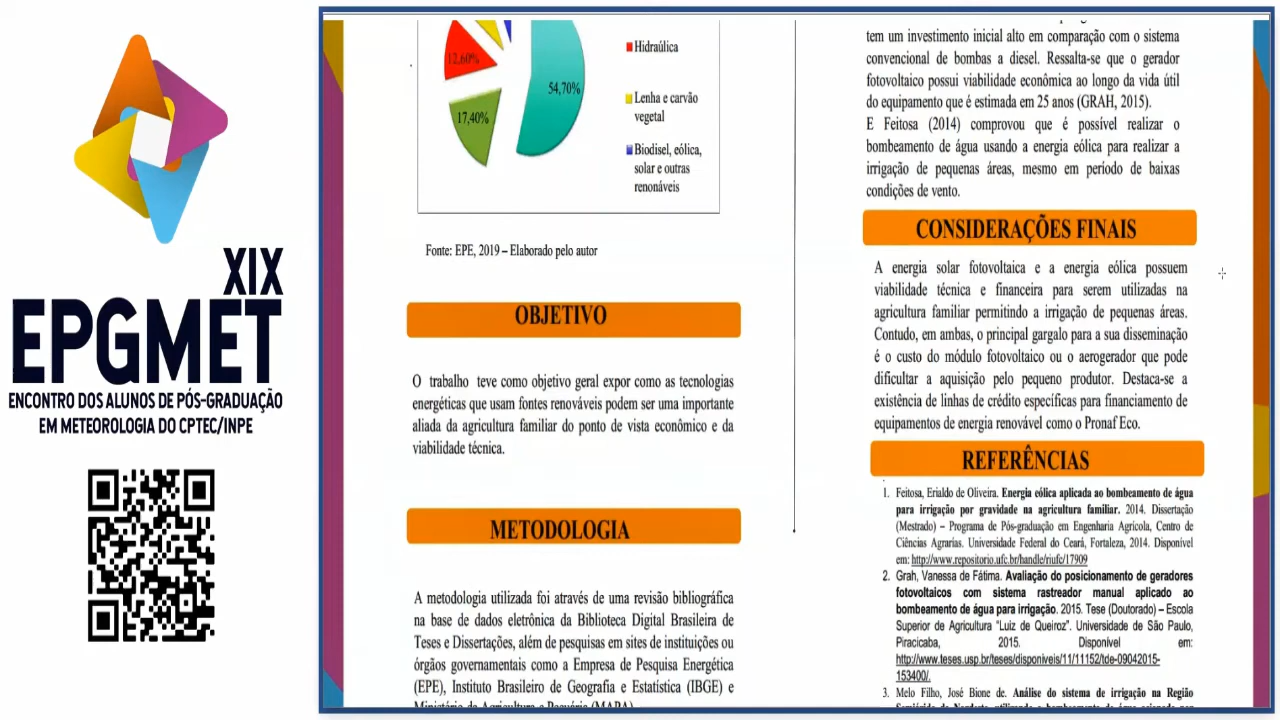 XIX
EPGMET
ENCONTRO DOS ALUNOS DE PÓS-GRADUAÇÃO
EM METEOROLOGIA DO CPTEC/INPE
12,60%
54,70%
17,40%
Hidraúlica
Lenha e carvão
vegetal
Biodisel, eólica,
solar e outras
renonáveis
Fonte: EPE, 2019 – Elaborado pelo autor
OBJETIVO
O trabalho teve como objetivo geral expor como as tecnologias
energéticas que usam fontes renováveis podem ser uma importante
aliada da agricultura familiar do ponto de vista econômico e da
viabilidade técnica.
METODOLOGIA
A metodologia utilizada foi através de uma revisão bibliográfica
na base de dados eletrônica da Biblioteca Digital Brasileira de
Teses e Dissertações, além de pesquisas em sites de instituições ou
órgãos governamentais como a Empresa de Pesquisa Energética
(EPE), Instituto Brasileiro de Geografia e Estatística (IBGE) e
Ministério da Agricultura e Pecuária (MAPA).
tem um investimento inicial alto em comparação com o sistema
convencional de bombas a diesel. Ressalta-se que o gerador
fotovoltaico possui viabilidade econômica ao longo da vida útil
do equipamento que é estimada em 25 anos (GRAH, 2015).
E Feitosa (2014) comprovou que é possível realizar o
bombeamento de água usando a energia eólica para realizar a
irrigação de pequenas áreas, mesmo em período de baixas
condições de vento.
CONSIDERAÇÕES FINAIS
A energia solar fotovoltaica e a energia eólica possuem
viabilidade técnica e financeira para serem utilizadas na
agricultura familiar permitindo a irrigação de pequenas áreas.
Contudo, em ambas, o principal gargalo para a sua disseminação
é o custo do módulo fotovoltaico ou o aerogerador que pode
dificultar a aquisição pelo pequeno produtor. Destaca-se a
existência de linhas de crédito específicas para financiamento de
equipamentos de energia renovável como o Pronaf Eco.
REFERÊNCIAS
1. Feitosa, Erialdo de Oliveira. Energia eólica aplicada ao bombeamento de água
para irrigação por gravidade na agricultura familiar. 2014. Dissertação
(Mestrado) – Programa de Pós-graduação em Engenharia Agrícola, Centro de
Ciências Agrarias. Universidade Federal do Ceará, Fortaleza, 2014. Disponível
em: http://www.repositorio.ufc.br/handle/riufc/17909
2. Grah, Vanessa de Fátima. Avaliação do posicionamento de geradores
fotovoltaicos com sistema rastreador manual aplicado ao
bombeamento de água para irrigação. 2015. Tese (Doutorado) – Escola
Superior de Agricultura "Luiz de Queiroz". Universidade de São Paulo,
Piracicaba, 2015. Disponível em:
http://www.teses.usp.br/teses/disponiveis/11/11152/tde-09042015-
153400/.
3. Melo Filho, José Bione de. Análise do sistema de irrigação na Região